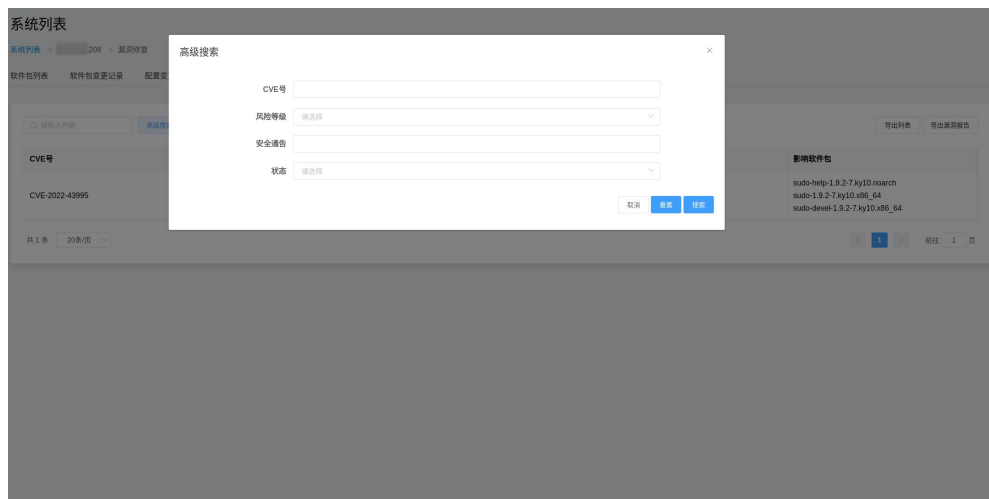 系统列表
系统列表 > 208 > 漏洞修复
软件包列表 软件包变更记录 配置变
高级搜索
CVE号
风险等级 请选择
安全通告
状态 请选择
取消 重置 搜索
请输入内容 高级搜 导出列表 导出漏洞报告
CVE号 影响软件包
CVE-2022-43995
sudo-help-1.9.2-7.ky10.noarch
sudo-1.9.2-7.ky10.x86_64
sudo-devel-1.9.2-7.ky10.x86_64
共 1 条 20条/页 1 前往 1 页